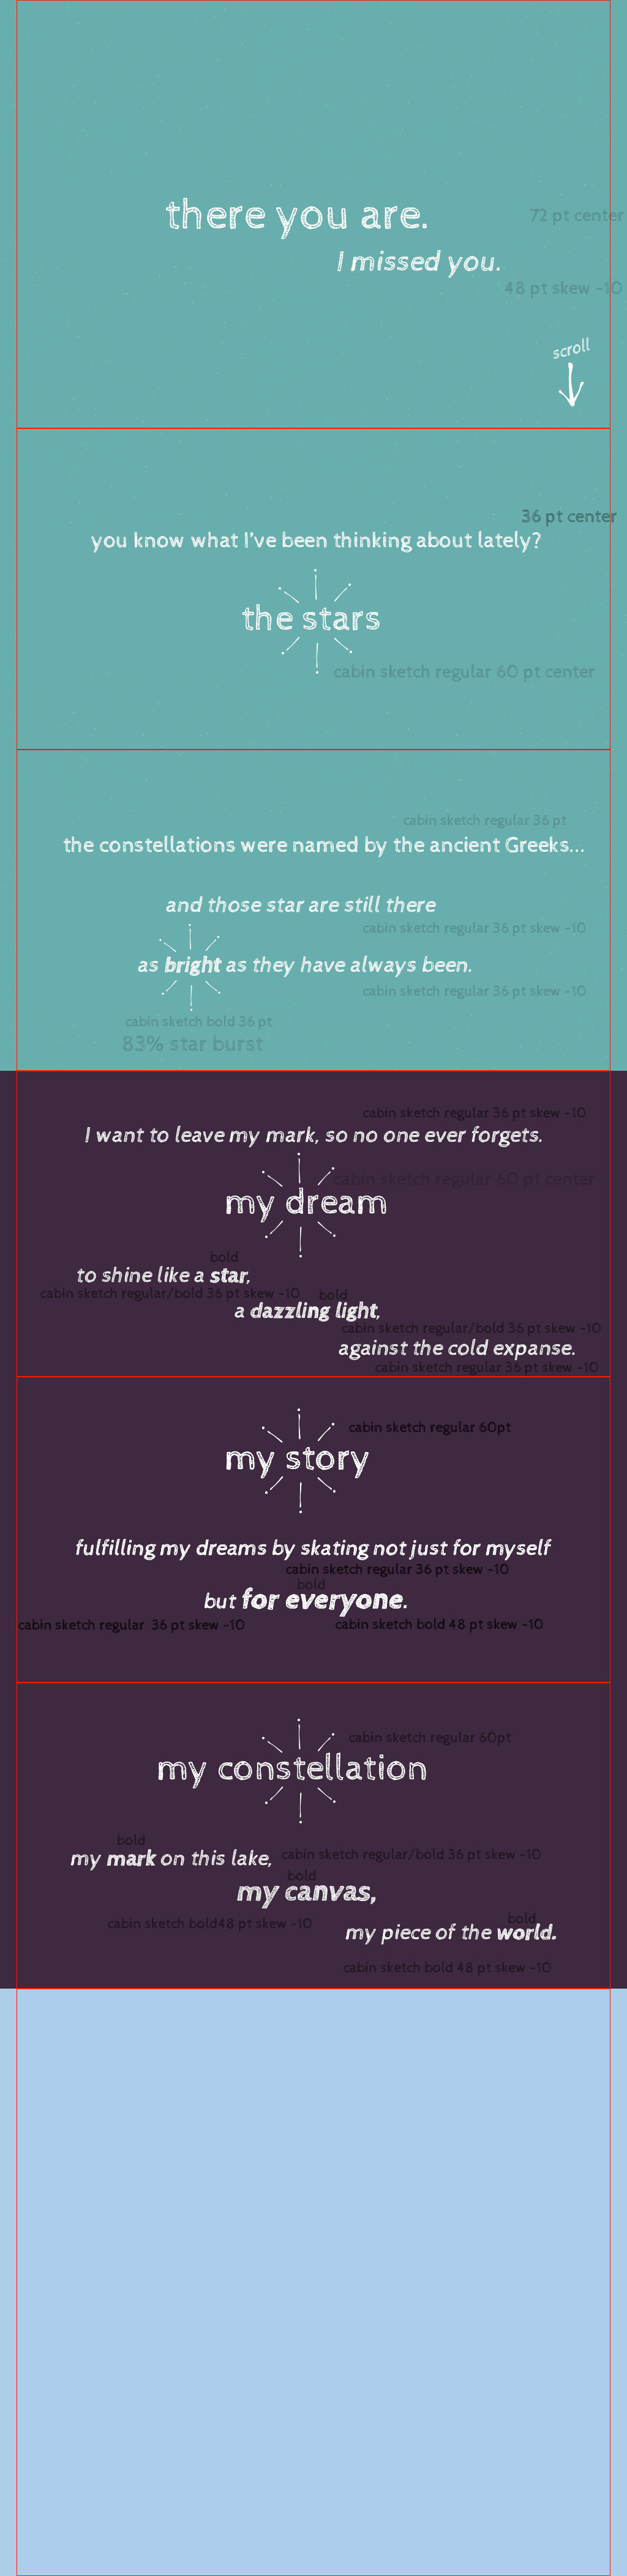 there you are.
72 pt center
I missed you.
48 pt skew -10
scroll
36 pt center
you know what I've been thinking about lately?
the stars
cabin sketch regular 60 pt center
cabin sketch regular 36 pt
the constellations were named by the ancient Greeks...
and those star are still there
cabin sketch regular 36 pt skew -10
as bright as they have always been.
cabin sketch regular 36 pt skew -10
cabin sketch bold 36 pt
83% star burst
cabin sketch regular 36 pt skew -10
I want to leave my mark, so no one ever forgets.
cabin sketch regular 60 pt center
my dream
bold
to shine like a star,
cabin sketch regular/bold 36 pt skew -10
bold
a dazzling light,
cabin sketch regular/bold 36 pt skew -10
against the cold expanse.
cabin sketch regular 36 pt skew -10
cabin sketch regular 60pt
my story
fulfilling my dreams by skating not just for myself
cabin sketch regular 36 pt skew -10
bold
but for everyone.
cabin sketch regular 36 pt skew -10
cabin sketch bold 48 pt skew -10
cabin sketch regular 60pt
my constellation
bold
my mark on this lake,
cabin sketch regular/bold 36 pt skew -10
bold
my canvas,
cabin sketch bold48 pt skew -10
bold
my piece of the world.
cabin sketch bold 48 pt skew -10